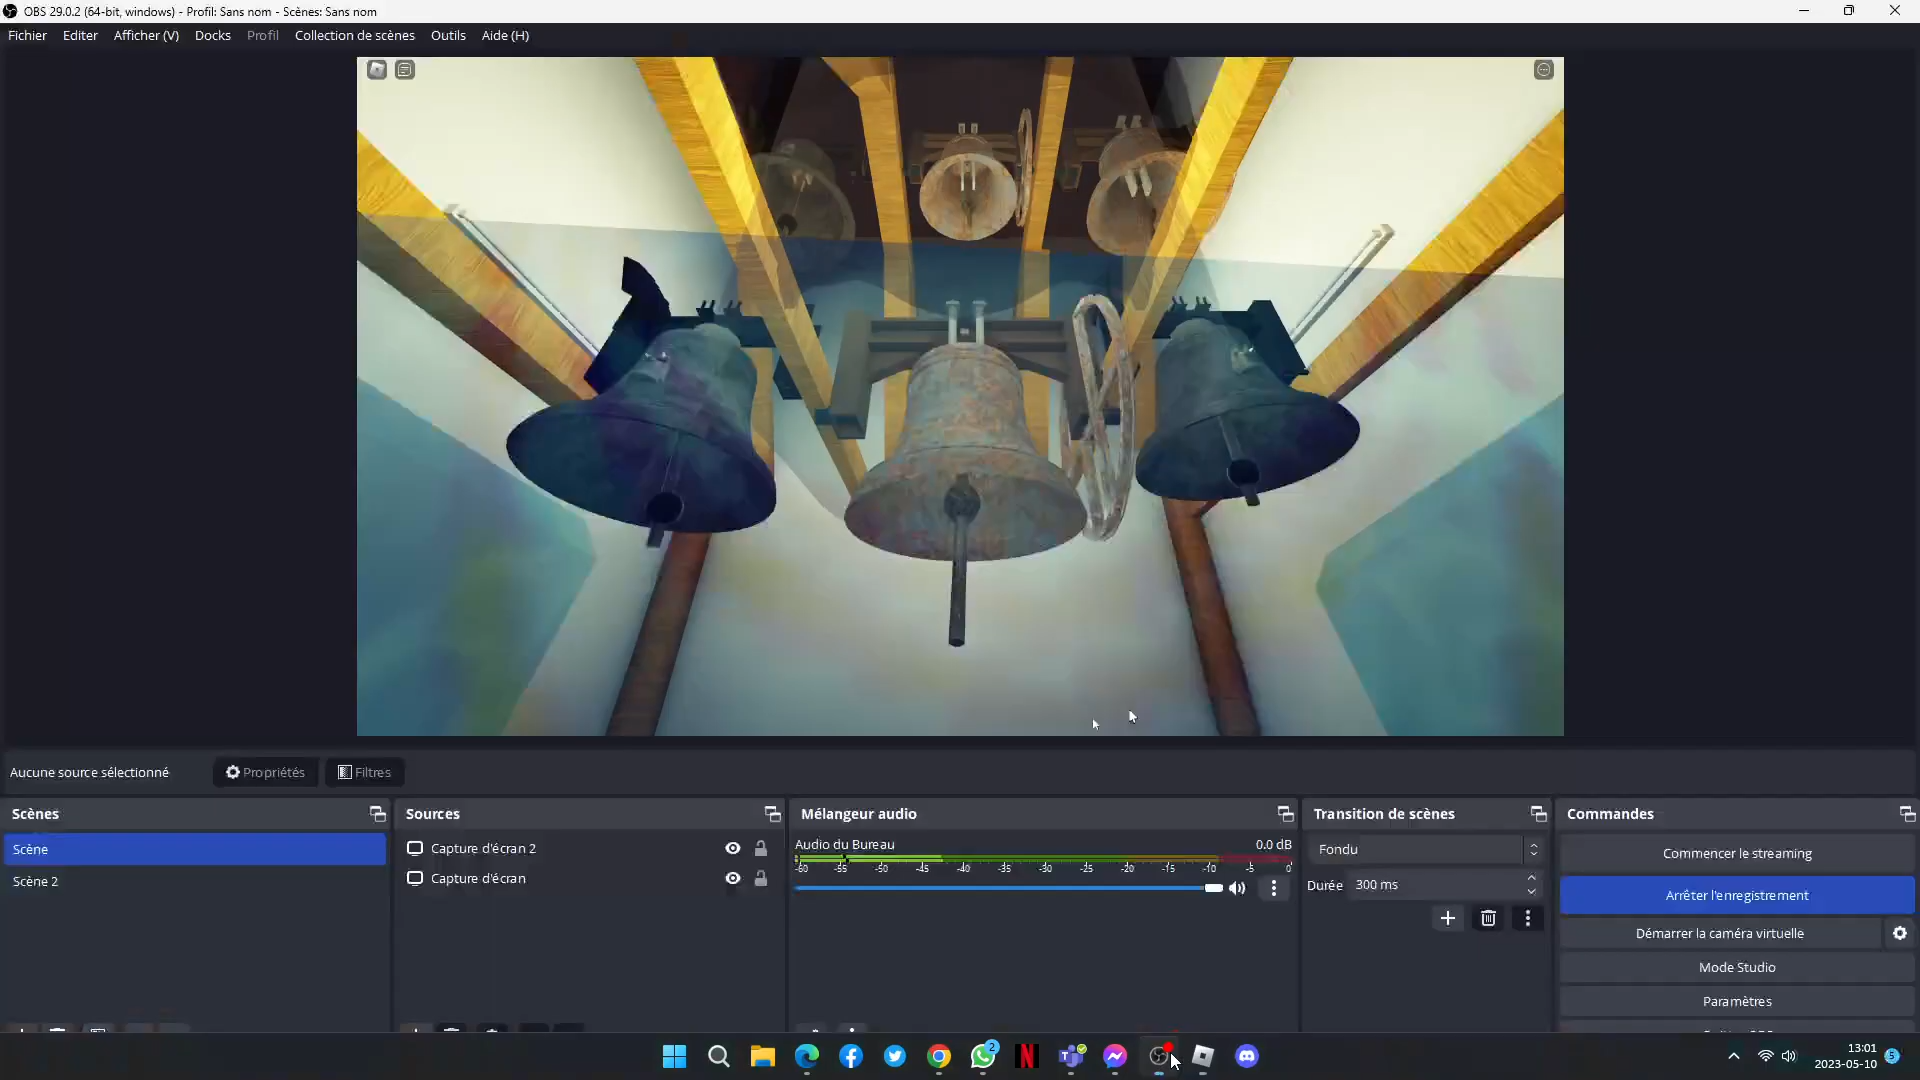 OBS 29.0.2 (64-bit, windows) - Profil: Sans nom - Scènes: Sans nom
Fichier Editer Afficher (V) Docks Profil Collection de scènes Outils Aide (H)
Aucune source sélectionné Propriétés Filtres
Scènes
Scène
Scène 2
Sources
Capture d'écran 2
Capture d'écran
Mélangeur audio
Audio du Bureau 0.0 dB
-60 -55 -50 -45 -40 -35 -30 -25 -20 -15 -10 -5 0
Transition de scènes
Fondu
Durée 300 ms
Commandes
Commencer le streaming
Arrêter l'enregistrement
Démarrer la caméra virtuelle
Mode Studio
Paramètres
2
N
13:01
2023-05-10
5